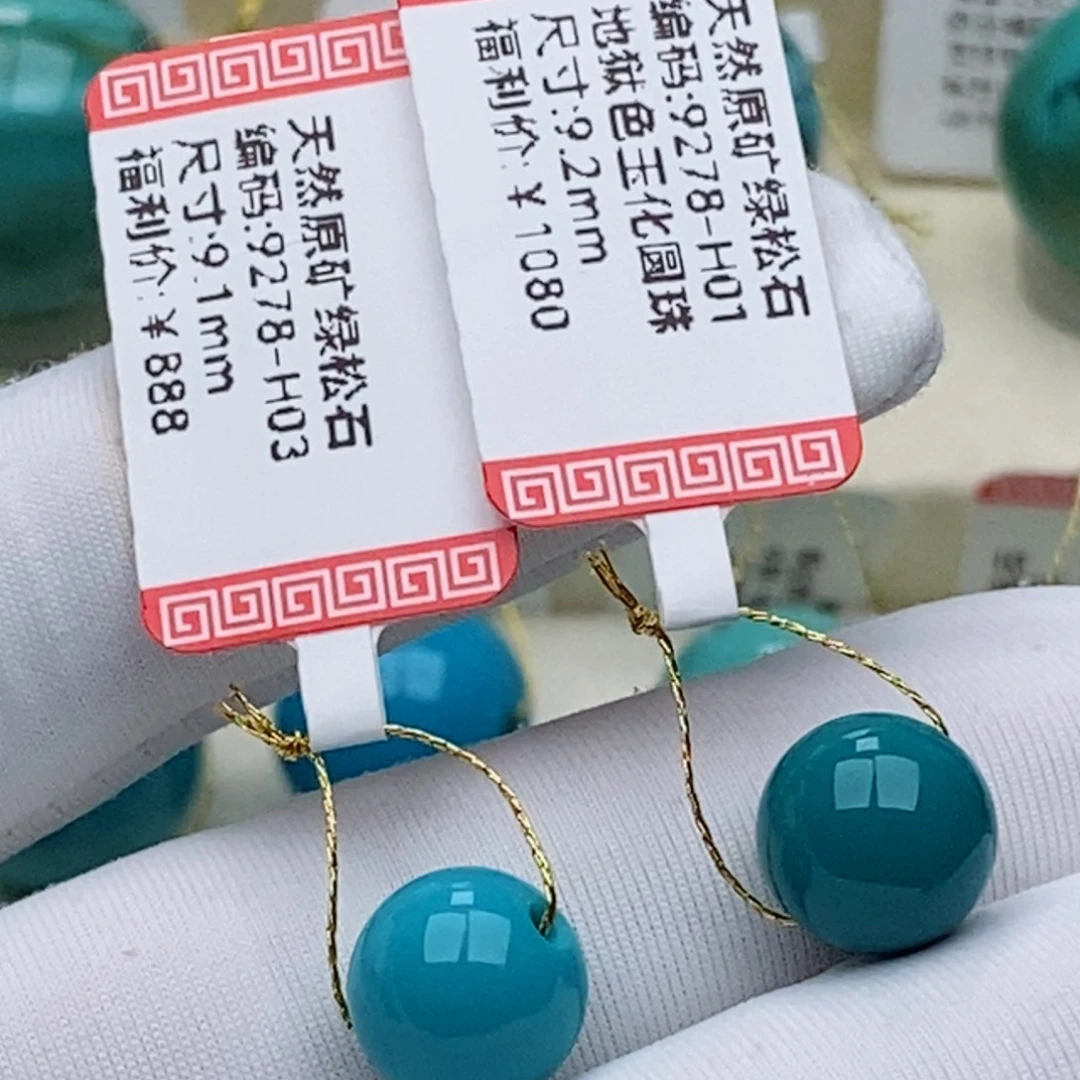 天然原矿绿松石
编码:9278-H03
尺寸:9.1mm
福利价:¥888
天然原矿绿松石
编码:9278-H01
地狱色玉化圆珠
尺寸:9.2mm
福利价:¥1080